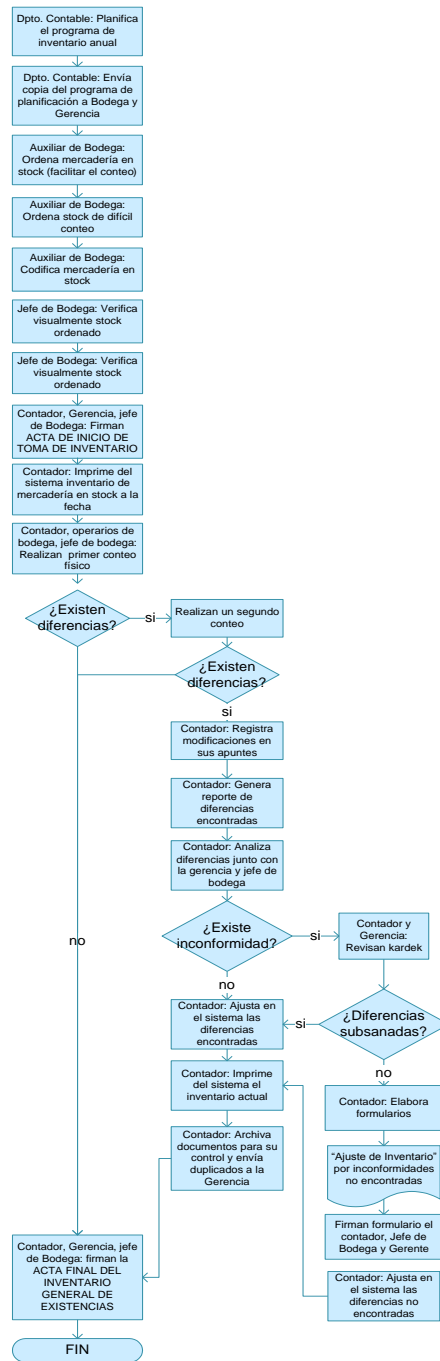 Dpto. Contable: Planifica
el programa de
inventario anual
Dpto. Contable: Envía
copia del programa de
planificación a Bodega y
Gerencia
Auxiliar de Bodega:
Ordena mercadería en
stock (facilitar el conteo)
Auxiliar de Bodega:
Ordena stock de difícil
conteo
Auxiliar de Bodega:
Codifica mercadería en
stock
Jefe de Bodega: Verifica
visualmente stock
ordenado
Jefe de Bodega: Verifica
visualmente stock
ordenado
Contador, Gerencia, jefe
de Bodega: Firman
ACTA DE INICIO DE
TOMA DE INVENTARIO
Contador: Imprime del
sistema inventario de
mercadería en stock a la
fecha
Contador, operarios de
bodega, jefe de bodega:
Realizan primer conteo
físico
¿Existen
diferencias?
si
Realizan un segundo
conteo
¿Existen
diferencias?
si
Contador: Registra
modificaciones en
sus apuntes
Contador: Genera
reporte de
diferencias
encontradas
Contador: Analiza
diferencias junto con
la gerencia y jefe de
bodega
no
¿Existe
inconformidad?
si
Contador y
Gerencia:
Revisan kardek
no
¿Diferencias
subsanadas?
si
Contador: Ajusta en
el sistema las
diferencias
encontradas
no
Contador: Imprime
del sistema el
inventario actual
Contador: Elabora
formularios
Contador: Archiva
documentos para su
control y envía
duplicados a la
Gerencia
“Ajuste de Inventario”
por inconformidades
no encontradas
Firman formulario el
contador, Jefe de
Bodega y Gerente
Contador: Ajusta en
el sistema las
diferencias no
encontradas
Contador, Gerencia, jefe
de Bodega: firman la
ACTA FINAL DEL
INVENTARIO
GENERAL DE
EXISTENCIAS
FIN